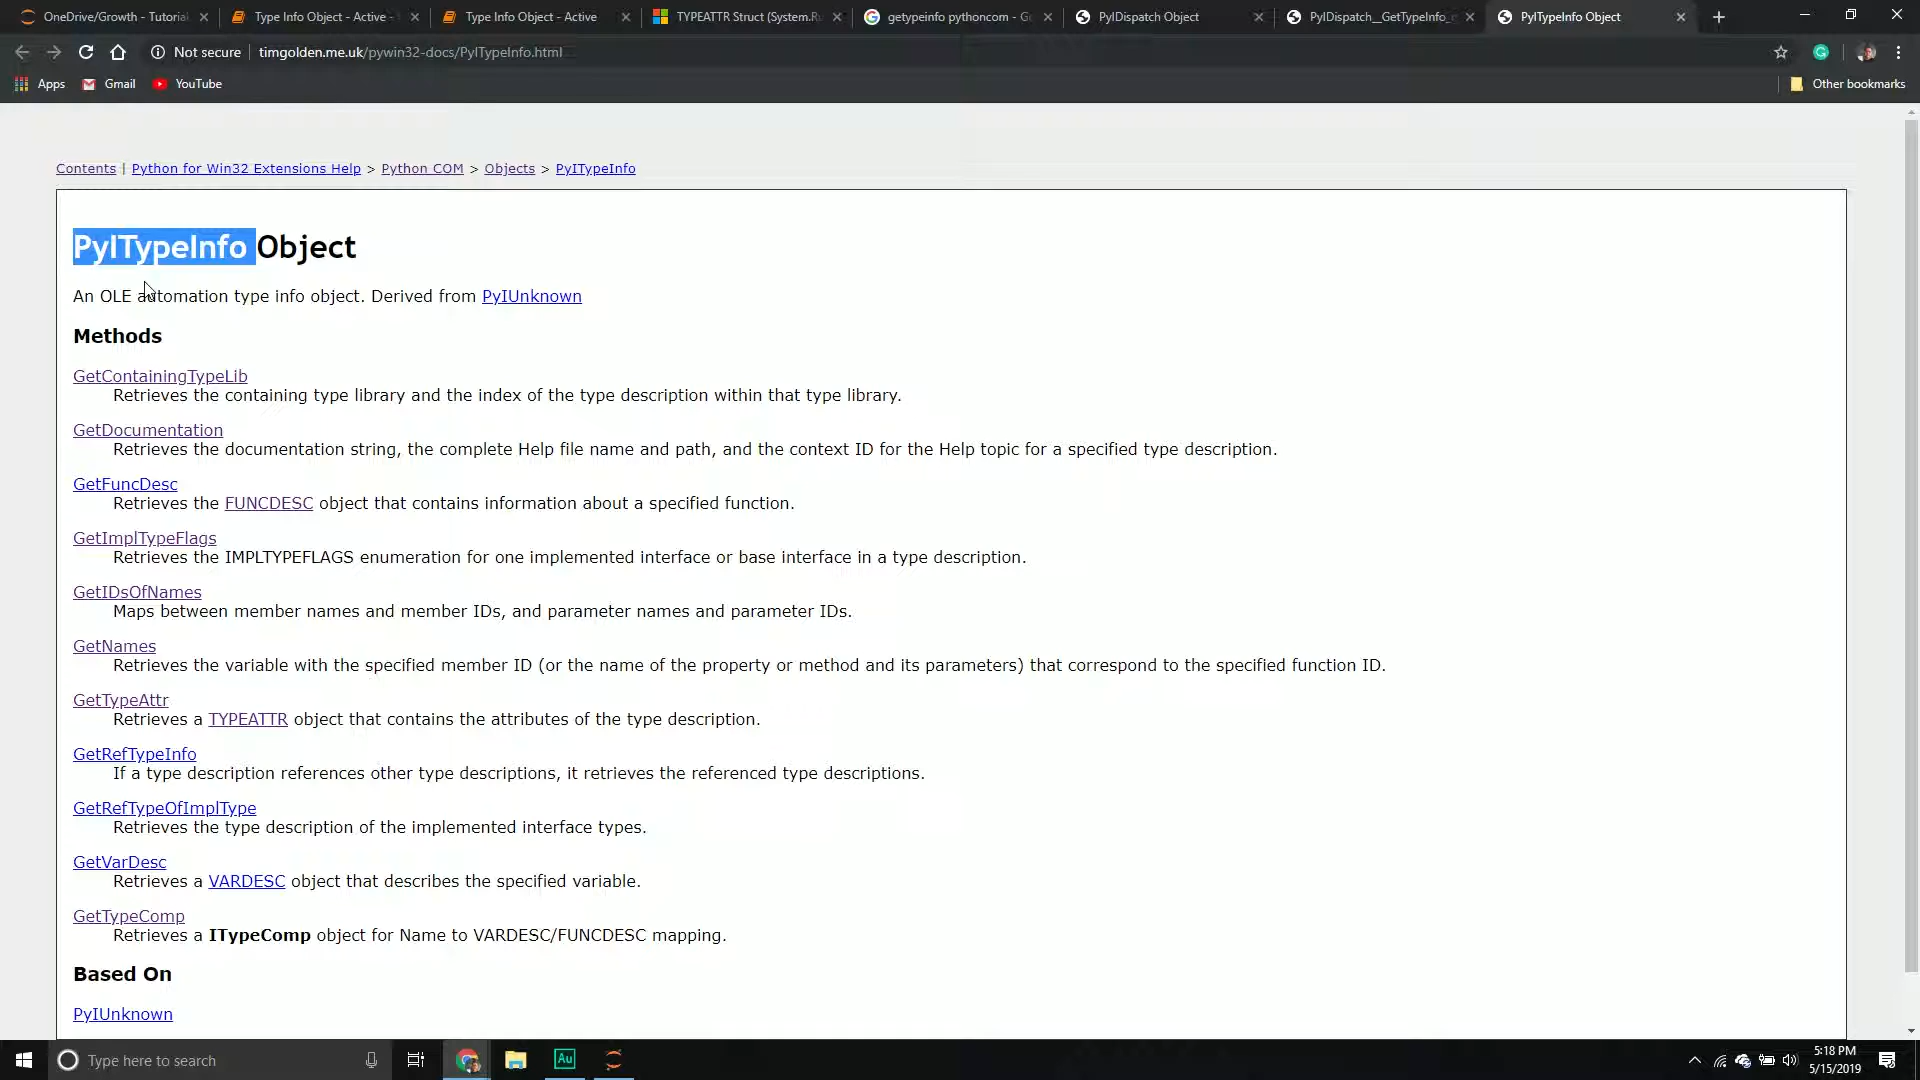 OneDrive/Growth - Tutorial
Type Info Object - Active -
Type Info Object - Active
TYPEATTR Struct (System.Ru
getypeinfo pythoncom - Go
PyIDispatch Object
PyIDispatch__GetTypeInfo_
PyITypeInfo Object
Not secure
timgolden.me.uk/pywin32-docs/PyITypeInfo.html
Apps
Gmail
YouTube
Other bookmarks
Contents | Python for Win32 Extensions Help > Python COM > Objects > PyITypeInfo
PyITypeInfo Object
An OLE automation type info object. Derived from PyIUnknown
Methods
GetContainingTypeLib
Retrieves the containing type library and the index of the type description within that type library.
GetDocumentation
Retrieves the documentation string, the complete Help file name and path, and the context ID for the Help topic for a specified type description.
GetFuncDesc
Retrieves the FUNCDESC object that contains information about a specified function.
GetImplTypeFlags
Retrieves the IMPLTYPEFLAGS enumeration for one implemented interface or base interface in a type description.
GetIDsOfNames
Maps between member names and member IDs, and parameter names and parameter IDs.
GetNames
Retrieves the variable with the specified member ID (or the name of the property or method and its parameters) that correspond to the specified function ID.
GetTypeAttr
Retrieves a TYPEATTR object that contains the attributes of the type description.
GetRefTypeInfo
If a type description references other type descriptions, it retrieves the referenced type descriptions.
GetRefTypeOfImplType
Retrieves the type description of the implemented interface types.
GetVarDesc
Retrieves a VARDESC object that describes the specified variable.
GetTypeComp
Retrieves a ITypeComp object for Name to VARDESC/FUNCDESC mapping.
Based On
PyIUnknown
Type here to search
Au
5:18 PM
5/15/2019